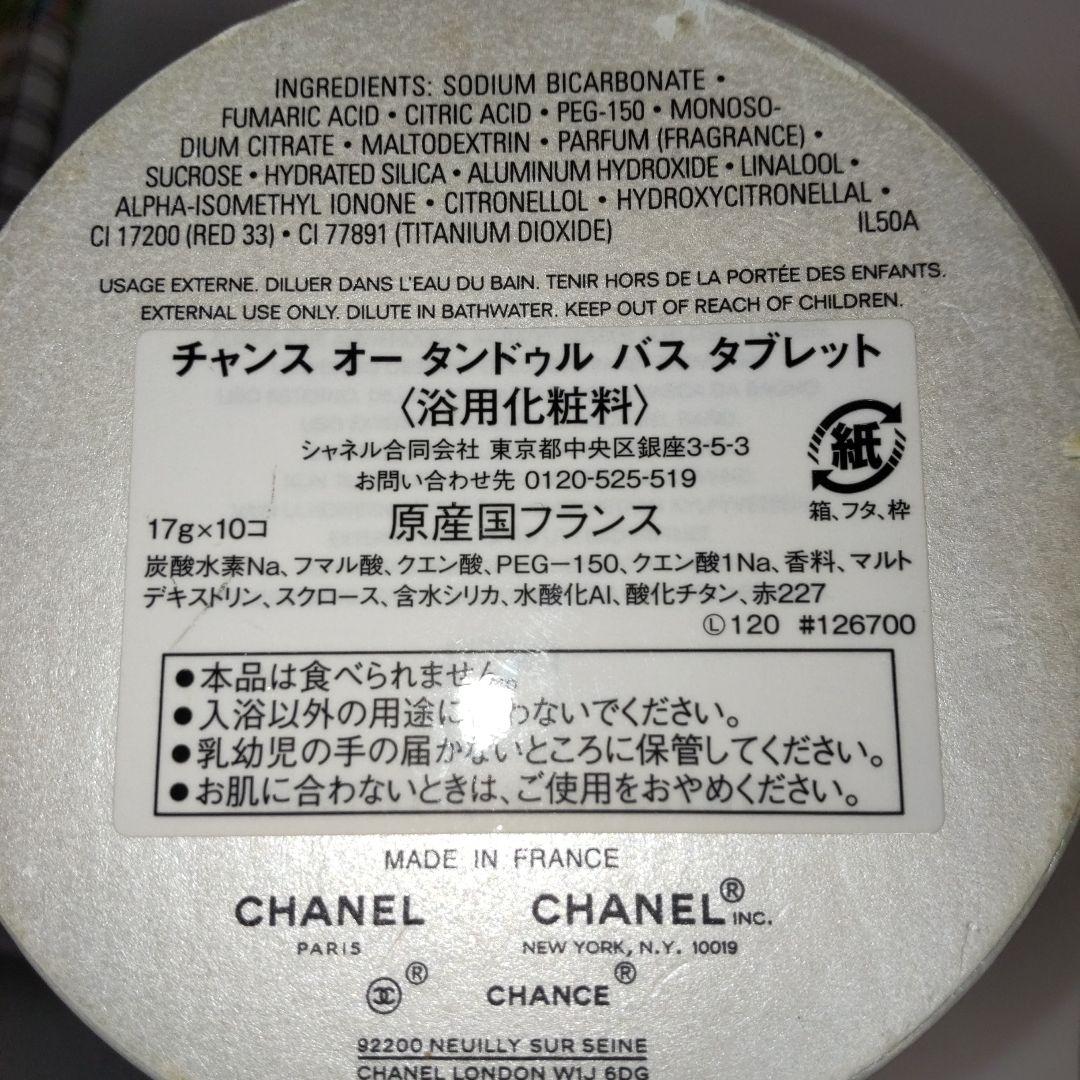 INGREDIENTS: SODIUM BICARBONATE •
FUMARIC ACID • CITRIC ACID • PEG-150 • MONOSO-
DIUM CITRATE • MALTODEXTRIN • PARFUM (FRAGRANCE) •
SUCROSE • HYDRATED SILICA • ALUMINUM HYDROXIDE • LINALOOL •
ALPHA-ISOMETHYL IONONE • CITRONELLOL • HYDROXYCITRONELLAL •
CI 17200 (RED 33) • CI 77891 (TITANIUM DIOXIDE) IL50A
USAGE EXTERNE. DILUER DANS L'EAU DU BAIN. TENIR HORS DE LA PORTÉE DES ENFANTS.
EXTERNAL USE ONLY. DILUTE IN BATHWATER. KEEP OUT OF REACH OF CHILDREN.
チャンス オー タンドゥル バス タブレット
〈浴用化粧料〉
シャネル合同会社 東京都中央区銀座3-5-3
お問い合わせ先 0120-525-519
紙
箱、フタ、枠
17g×10コ 原産国フランス
炭酸水素Na、フマル酸、クエン酸、PEG-150、クエン酸1Na、香料、マルト
デキストリン、スクロース、含水シリカ、水酸化Al、酸化チタン、赤227
Ⓛ120 #126700
●本品は食べられません。
●入浴以外の用途に わないでください。
●乳幼児の手の届かないところに保管してください。
●お肌に合わないときは、ご使用をおやめください。
MADE IN FRANCE
CHANEL CHANEL® INC.
PARIS NEW YORK, N.Y. 10019
® CHANCE®
92200 NEUILLY SUR SEINE
CHANEL LONDON W1J 6DG